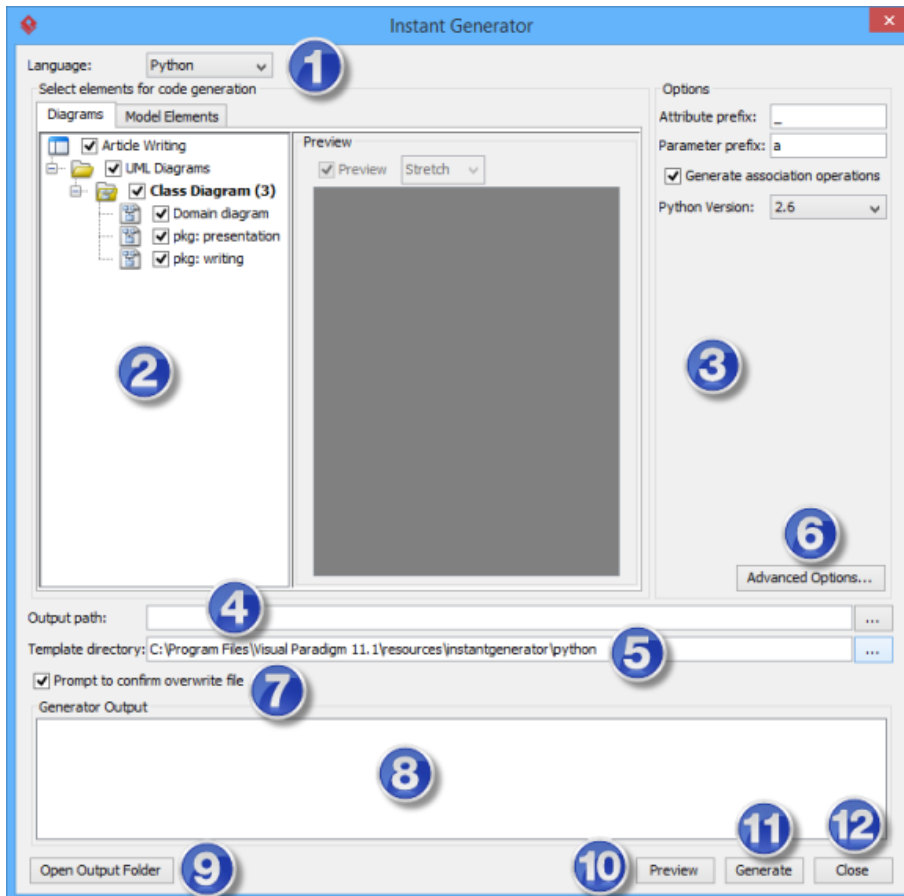 Instant Generator
Language: Python 1
Select elements for code generation
Diagrams Model Elements
Article Writing
UML Diagrams
Class Diagram (3)
Domain diagram
pkg: presentation
pkg: writing
2
Preview
Preview Stretch
Options
Attribute prefix: _
Parameter prefix: a
Generate association operations
Python Version: 2.6
3
6
Advanced Options...
Output path: 4 ...
Template directory: C:\Program Files\Visual Paradigm 11.1\resources\instantgenerator\python 5 ...
Prompt to confirm overwrite file 7
Generator Output
8
Open Output Folder 9 10 Preview 11 Generate 12 Close